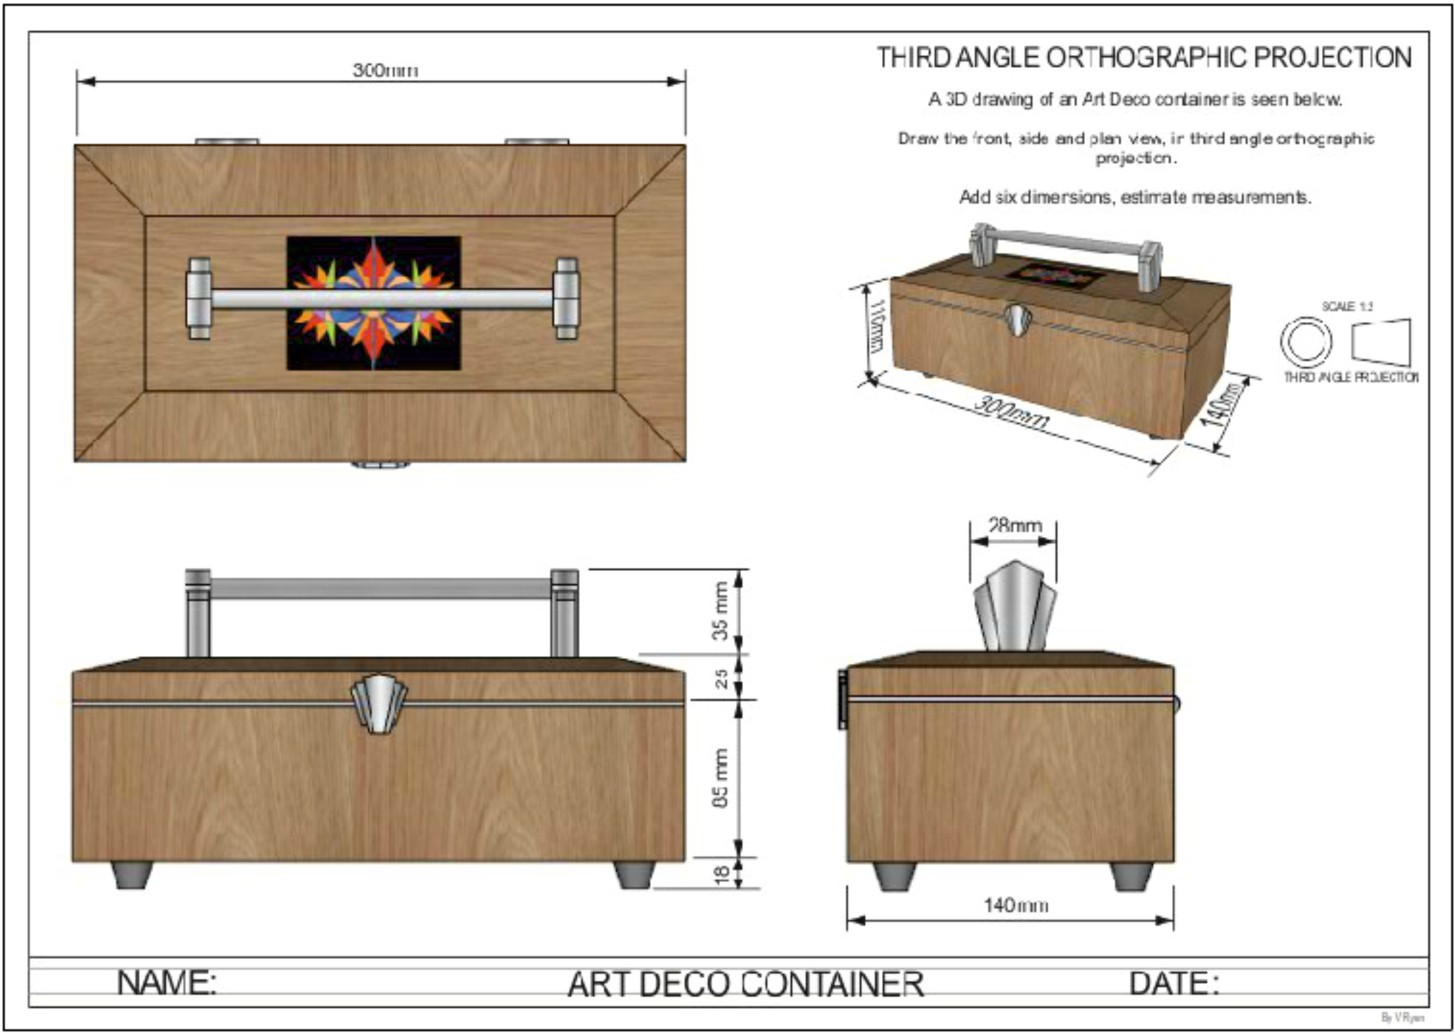 THIRD ANGLE ORTHOGRAPHIC PROJECTION
A 3D drawing of an Art Deco container is seen below.
Draw the front, side and plan view, in third angle orthographic
projection.
Add six dimensions, estimate measurements.
300mm
110mm
300mm
140mm
SCALE
THIRD ANGLE PROJECTION
35 mm
25
85 mm
18
28mm
140mm
NAME:
ART DECO CONTAINER
DATE:
By V Ryan